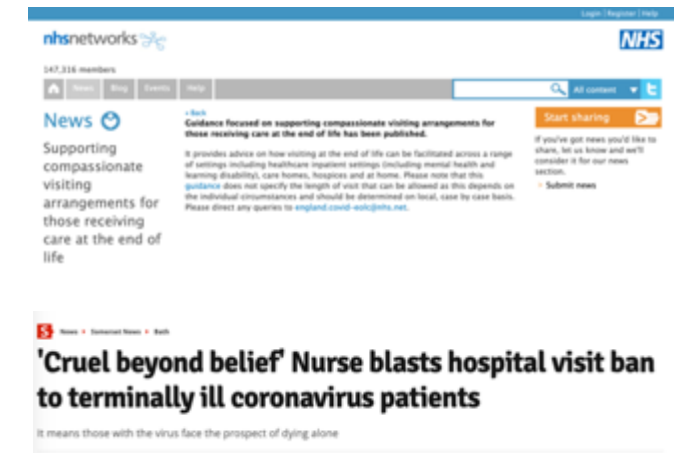 Login | Register | Help
nhsnetworks
NHS
147,316 members
News Blog Events Help
All content
News
Supporting
compassionate
visiting
arrangements for
those receiving
care at the end of
life
« Back
Guidance focused on supporting compassionate visiting arrangements for
those receiving care at the end of life has been published.
It provides advice on how visiting at the end of life can be facilitated across a range
of settings including healthcare inpatient settings (including mental health and
learning disability), care homes, hospices and at home. Please note that this
guidance does not specify the length of visit that can be allowed as this depends on
the individual circumstances and should be determined on local, case by case basis.
Please direct any queries to england.covid-eolc@nhs.net.
Start sharing
If you've got news you'd like to
share, let us know and we'll
consider it for our news
section.
Submit news
S News Somerset News Bath
'Cruel beyond belief' Nurse blasts hospital visit ban
to terminally ill coronavirus patients
It means those with the virus face the prospect of dying alone